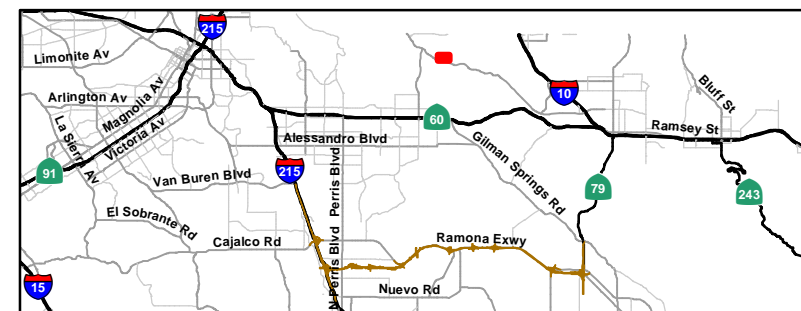 215
Limonite Av
Bluff St
10
Arlington Av
Magnolia Av
60
Ramsey St
La Sierra Av
Victoria Av
Alessandro Blvd
Gilman Springs Rd
91
Van Buren Blvd
215
Perris Blvd
79
243
El Sobrante Rd
Cajalco Rd
Ramona Exwy
N Perris Blvd
15
Nuevo Rd